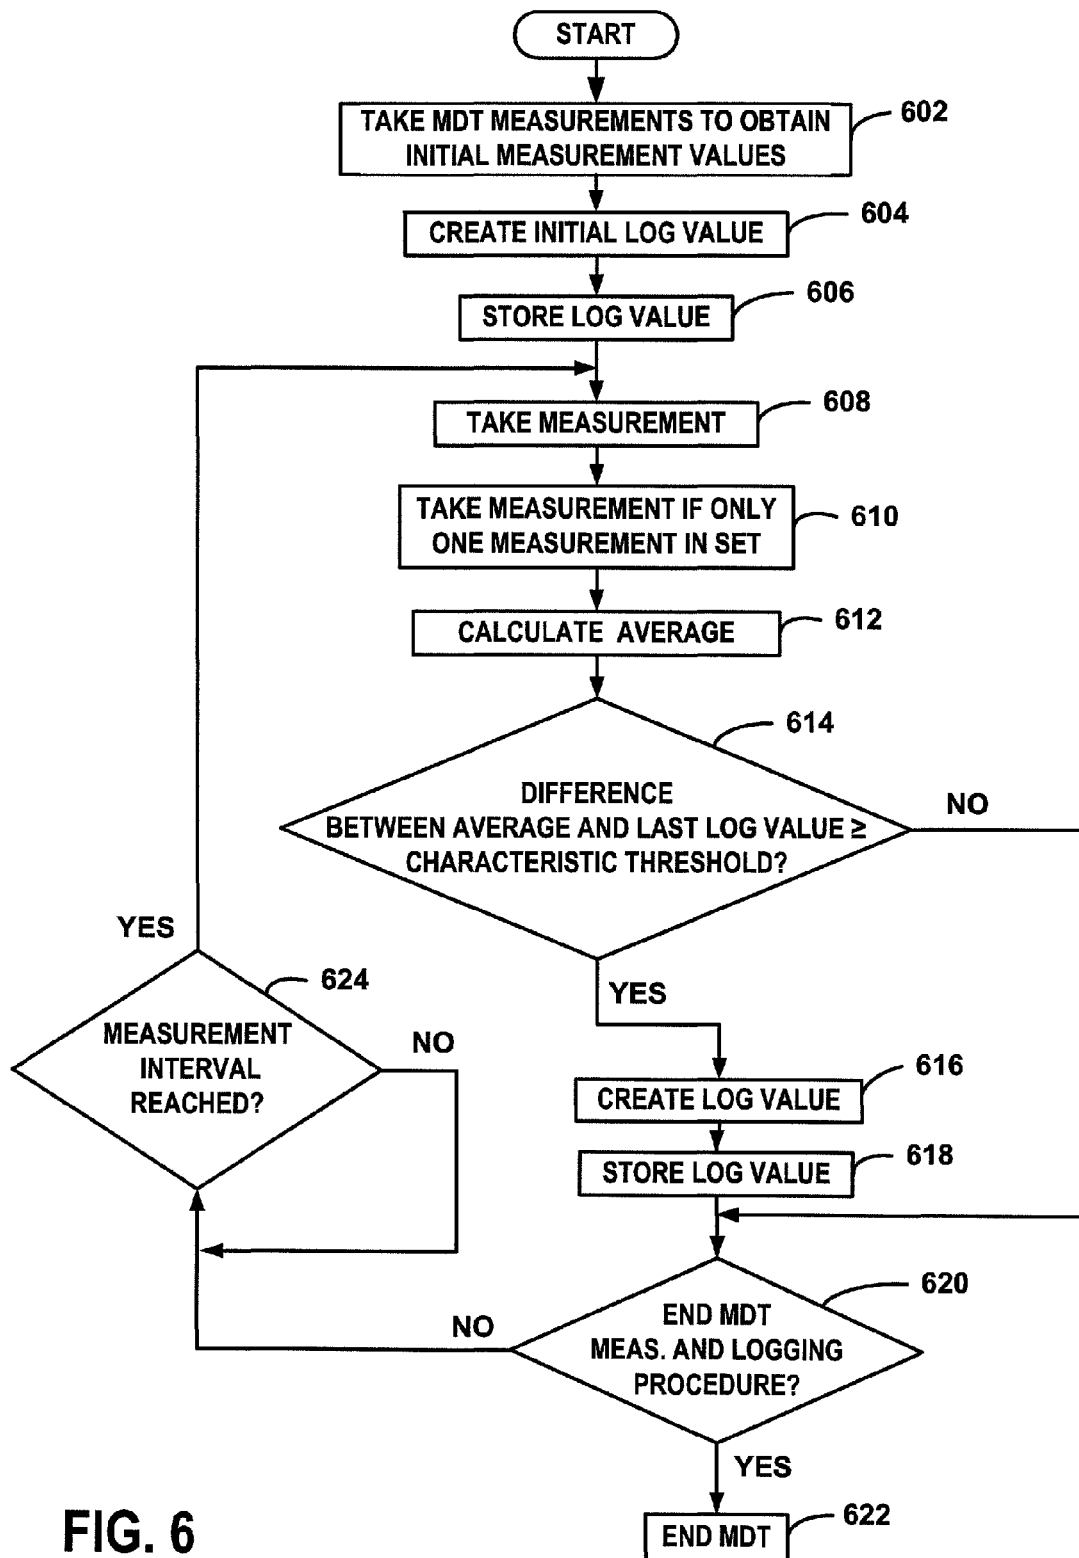 START
TAKE MDT MEASUREMENTS TO OBTAIN
INITIAL MEASUREMENT VALUES
602
CREATE INITIAL LOG VALUE
604
STORE LOG VALUE
606
TAKE MEASUREMENT
608
TAKE MEASUREMENT IF ONLY
ONE MEASUREMENT IN SET
610
CALCULATE AVERAGE
612
614
DIFFERENCE
BETWEEN AVERAGE AND LAST LOG VALUE ≥
CHARACTERISTIC THRESHOLD?
NO
YES
YES
624
MEASUREMENT
INTERVAL
REACHED?
NO
CREATE LOG VALUE
616
STORE LOG VALUE
618
620
END MDT
MEAS. AND LOGGING
PROCEDURE?
NO
YES
END MDT
622
FIG. 6